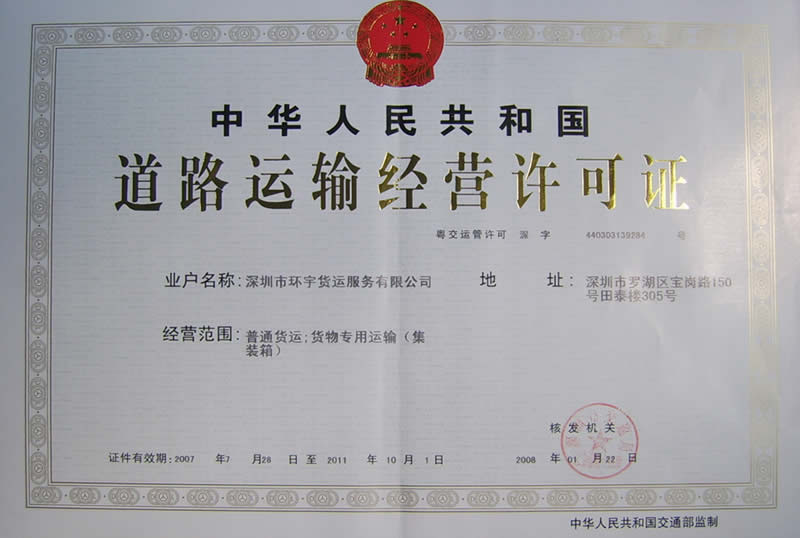 中华人民共和国
道路运输经营许可证
粤交运管许可 深 字 440303139284 号
业户名称: 深圳市环宇货运服务有限公司 地 址: 深圳市罗湖区宝岗路150
号田泰楼305号
经营范围: 普通货运;货物专用运输(集
装箱)
核发机关
证件有效期: 2007 年7 月28 日至 2011 年 10 月 1 日 2008 年 01 月 22 日
中华人民共和国交通部监制